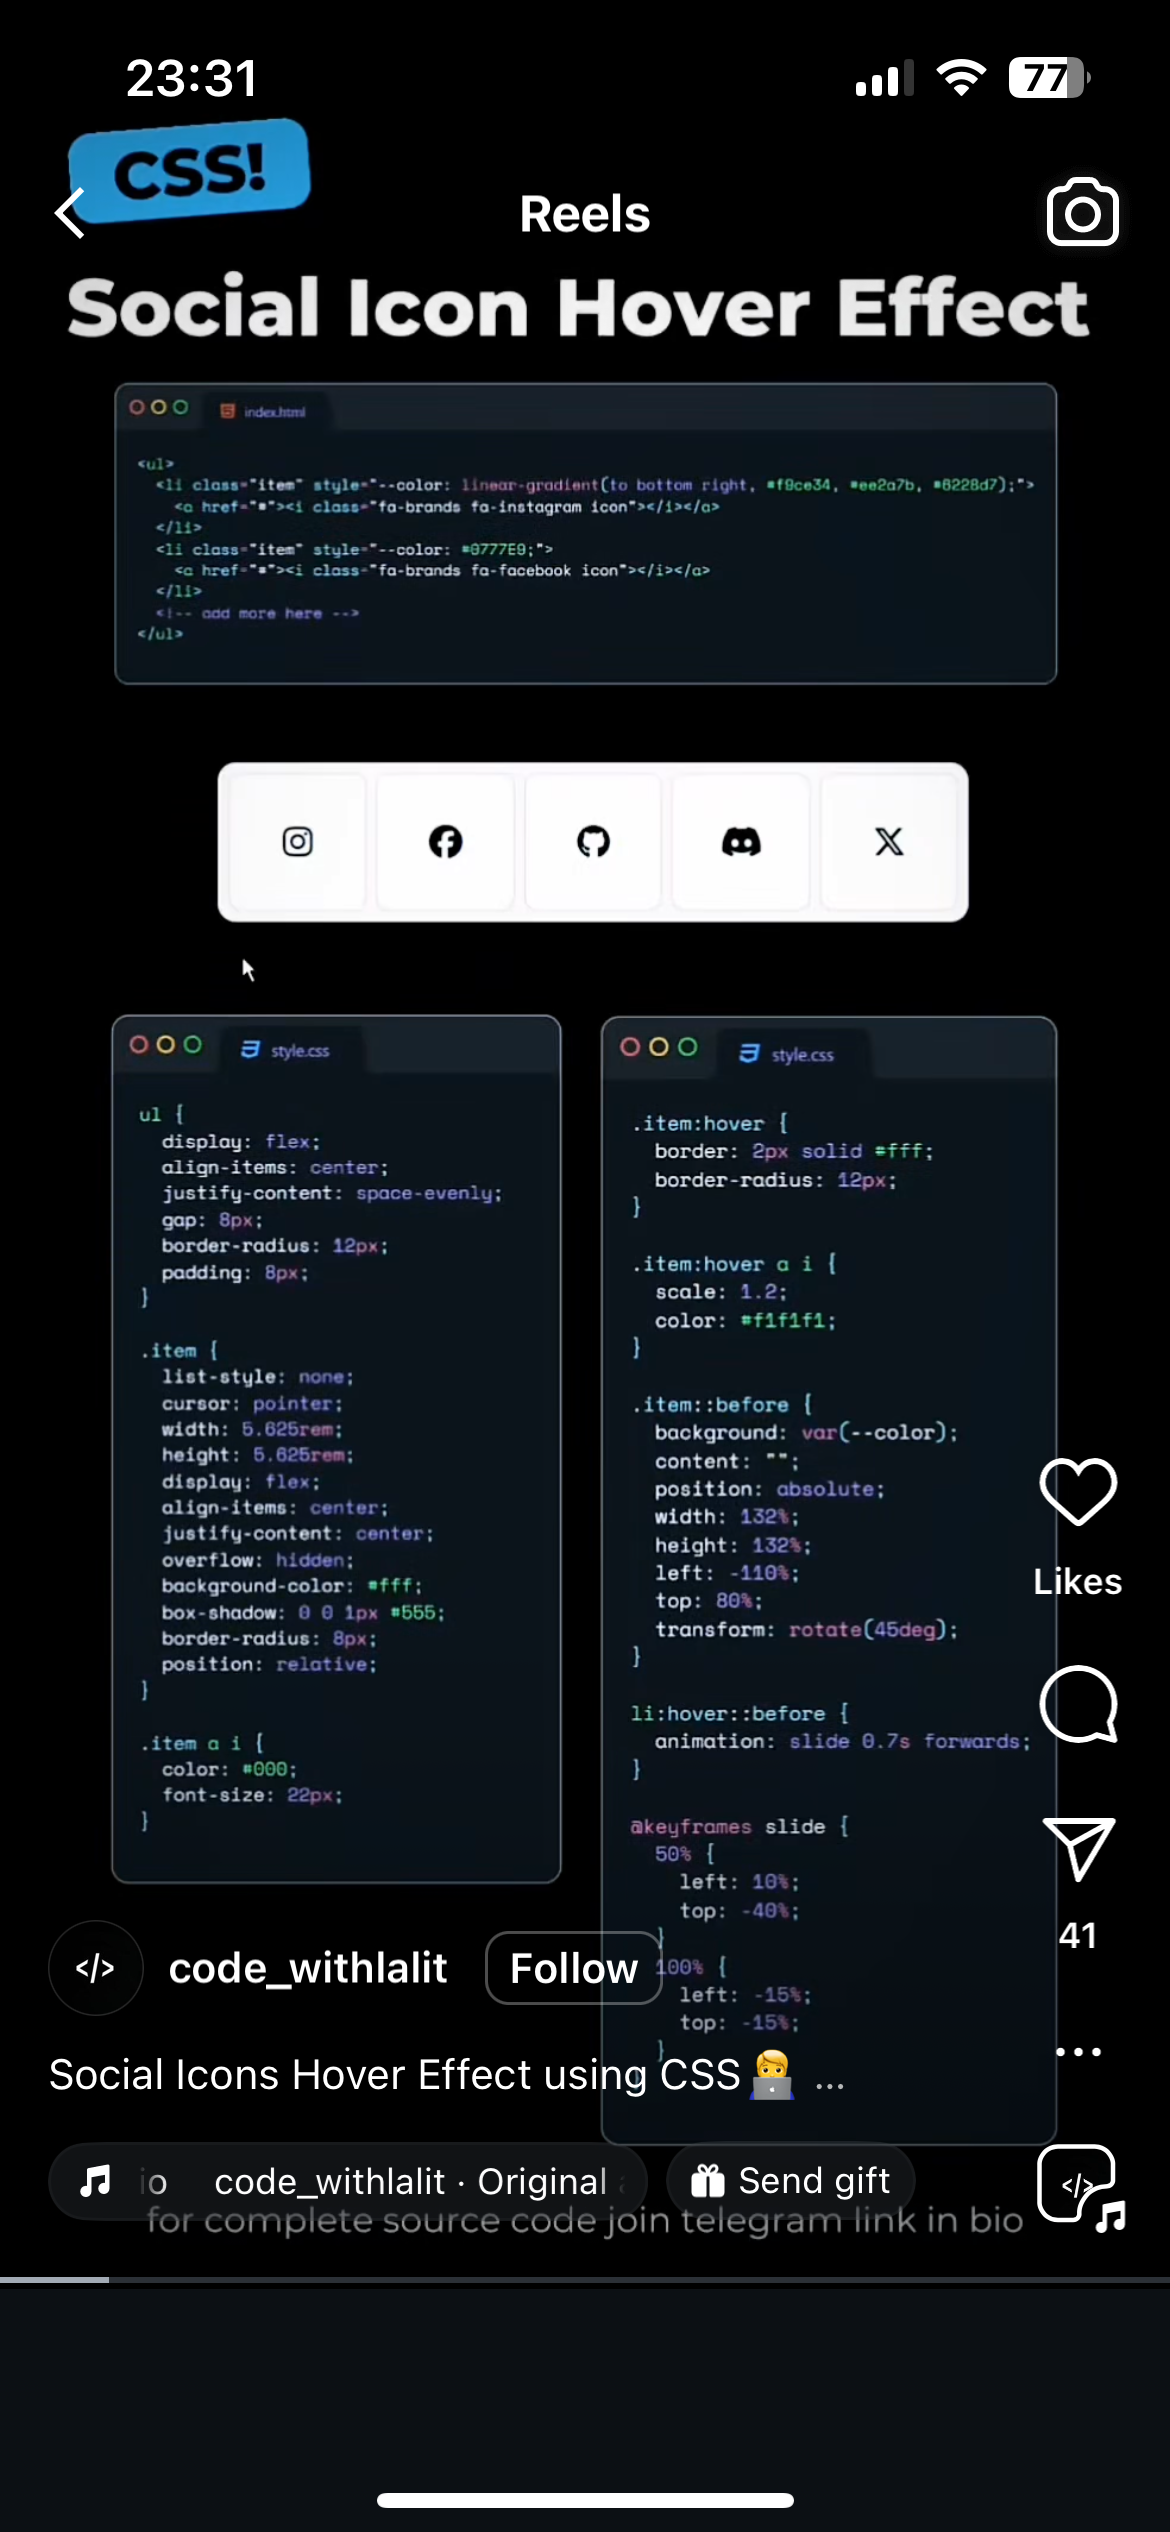 23:31
77
CSS!
Reels
Social Icon Hover Effect
index.html
<ul>
<li class="item" style="--color: linear-gradient(to bottom right, #f9ce34, #ee2a7b, #6228d7);">
<a href="#"><i class="fa-brands fa-instagram icon"></i></a>
</li>
<li class="item" style="--color: #0777E9;">
<a href="#"><i class="fa-brands fa-facebook icon"></i></a>
</li>
<!-- add more here -->
</ul>
style.css
ul {
display: flex;
align-items: center;
justify-content: space-evenly;
gap: 8px;
border-radius: 12px;
padding: 8px;
}
.item {
list-style: none;
cursor: pointer;
width: 5.625rem;
height: 5.625rem;
display: flex;
align-items: center;
justify-content: center;
overflow: hidden;
background-color: #fff;
box-shadow: 0 0 1px #555;
border-radius: 8px;
position: relative;
}
.item a i {
color: #000;
font-size: 22px;
}
style.css
.item:hover {
border: 2px solid #fff;
border-radius: 12px;
}
.item:hover a i {
scale: 1.2;
color: #f1f1f1;
}
.item::before {
background: var(--color);
content: "";
position: absolute;
width: 132%;
height: 132%;
left: -110%;
top: 80%;
transform: rotate(45deg);
}
li:hover::before {
animation: slide 0.7s forwards;
}
@keyframes slide {
50% {
left: 10%;
top: -40%;
}
100% {
left: -15%;
top: -15%;
}
Likes
41
</> code_withlalit Follow
Social Icons Hover Effect using CSS 👨‍💻 ...
io code_withlalit · Original
Send gift
</>
for complete source code join telegram link in bio